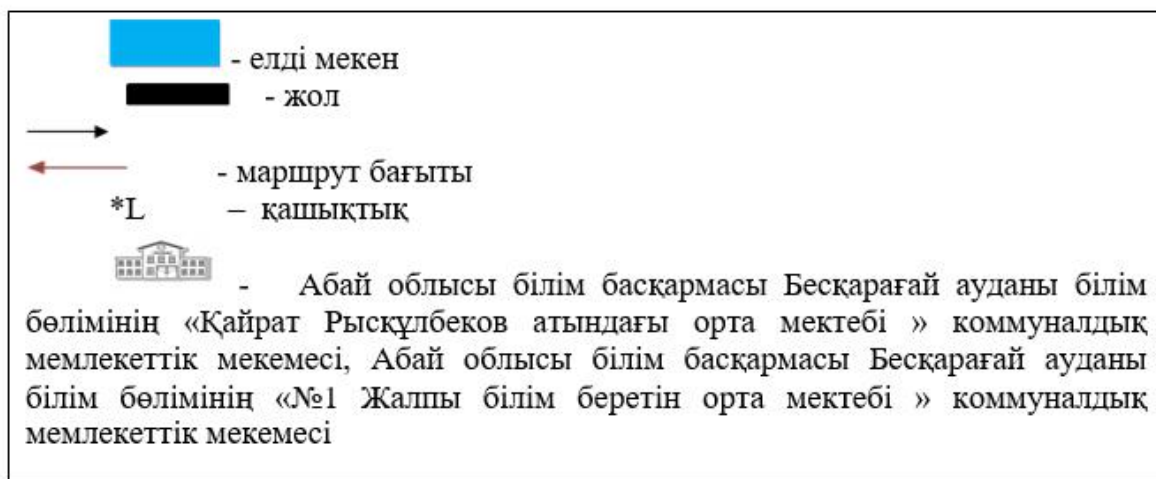 - елді мекен
- жол
- маршрут бағыты
*L – қашықтық
- Абай облысы білім басқармасы Бесқарағай ауданы білім
бөлімінің «Қайрат Рысқұлбеков атындағы орта мектебі » коммуналдық
мемлекеттік мекемесі, Абай облысы білім басқармасы Бесқарағай ауданы
білім бөлімінің «№1 Жалпы білім беретін орта мектебі » коммуналдық
мемлекеттік мекемесі